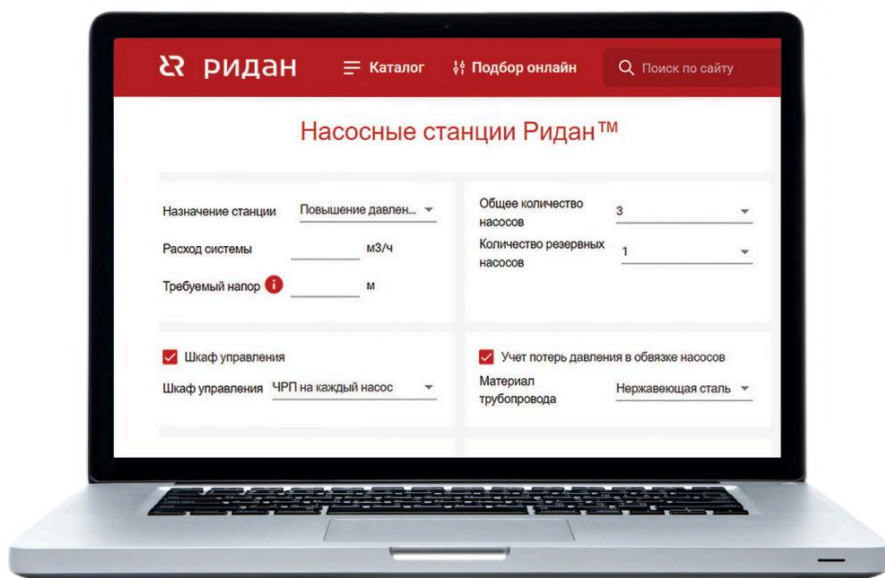 ридан
Каталог
Подбор онлайн
Поиск по сайту
Насосные станции Ридан™
Назначение станции
Повышение давлен...
Расход системы
м3/ч
Требуемый напор
i
м
Общее количество
насосов
3
Количество резервных
насосов
1
Шкаф управления
Шкаф управления
ЧРП на каждый насос
Учет потерь давления в обвязке насосов
Материал
трубопровода
Нержавеющая сталь